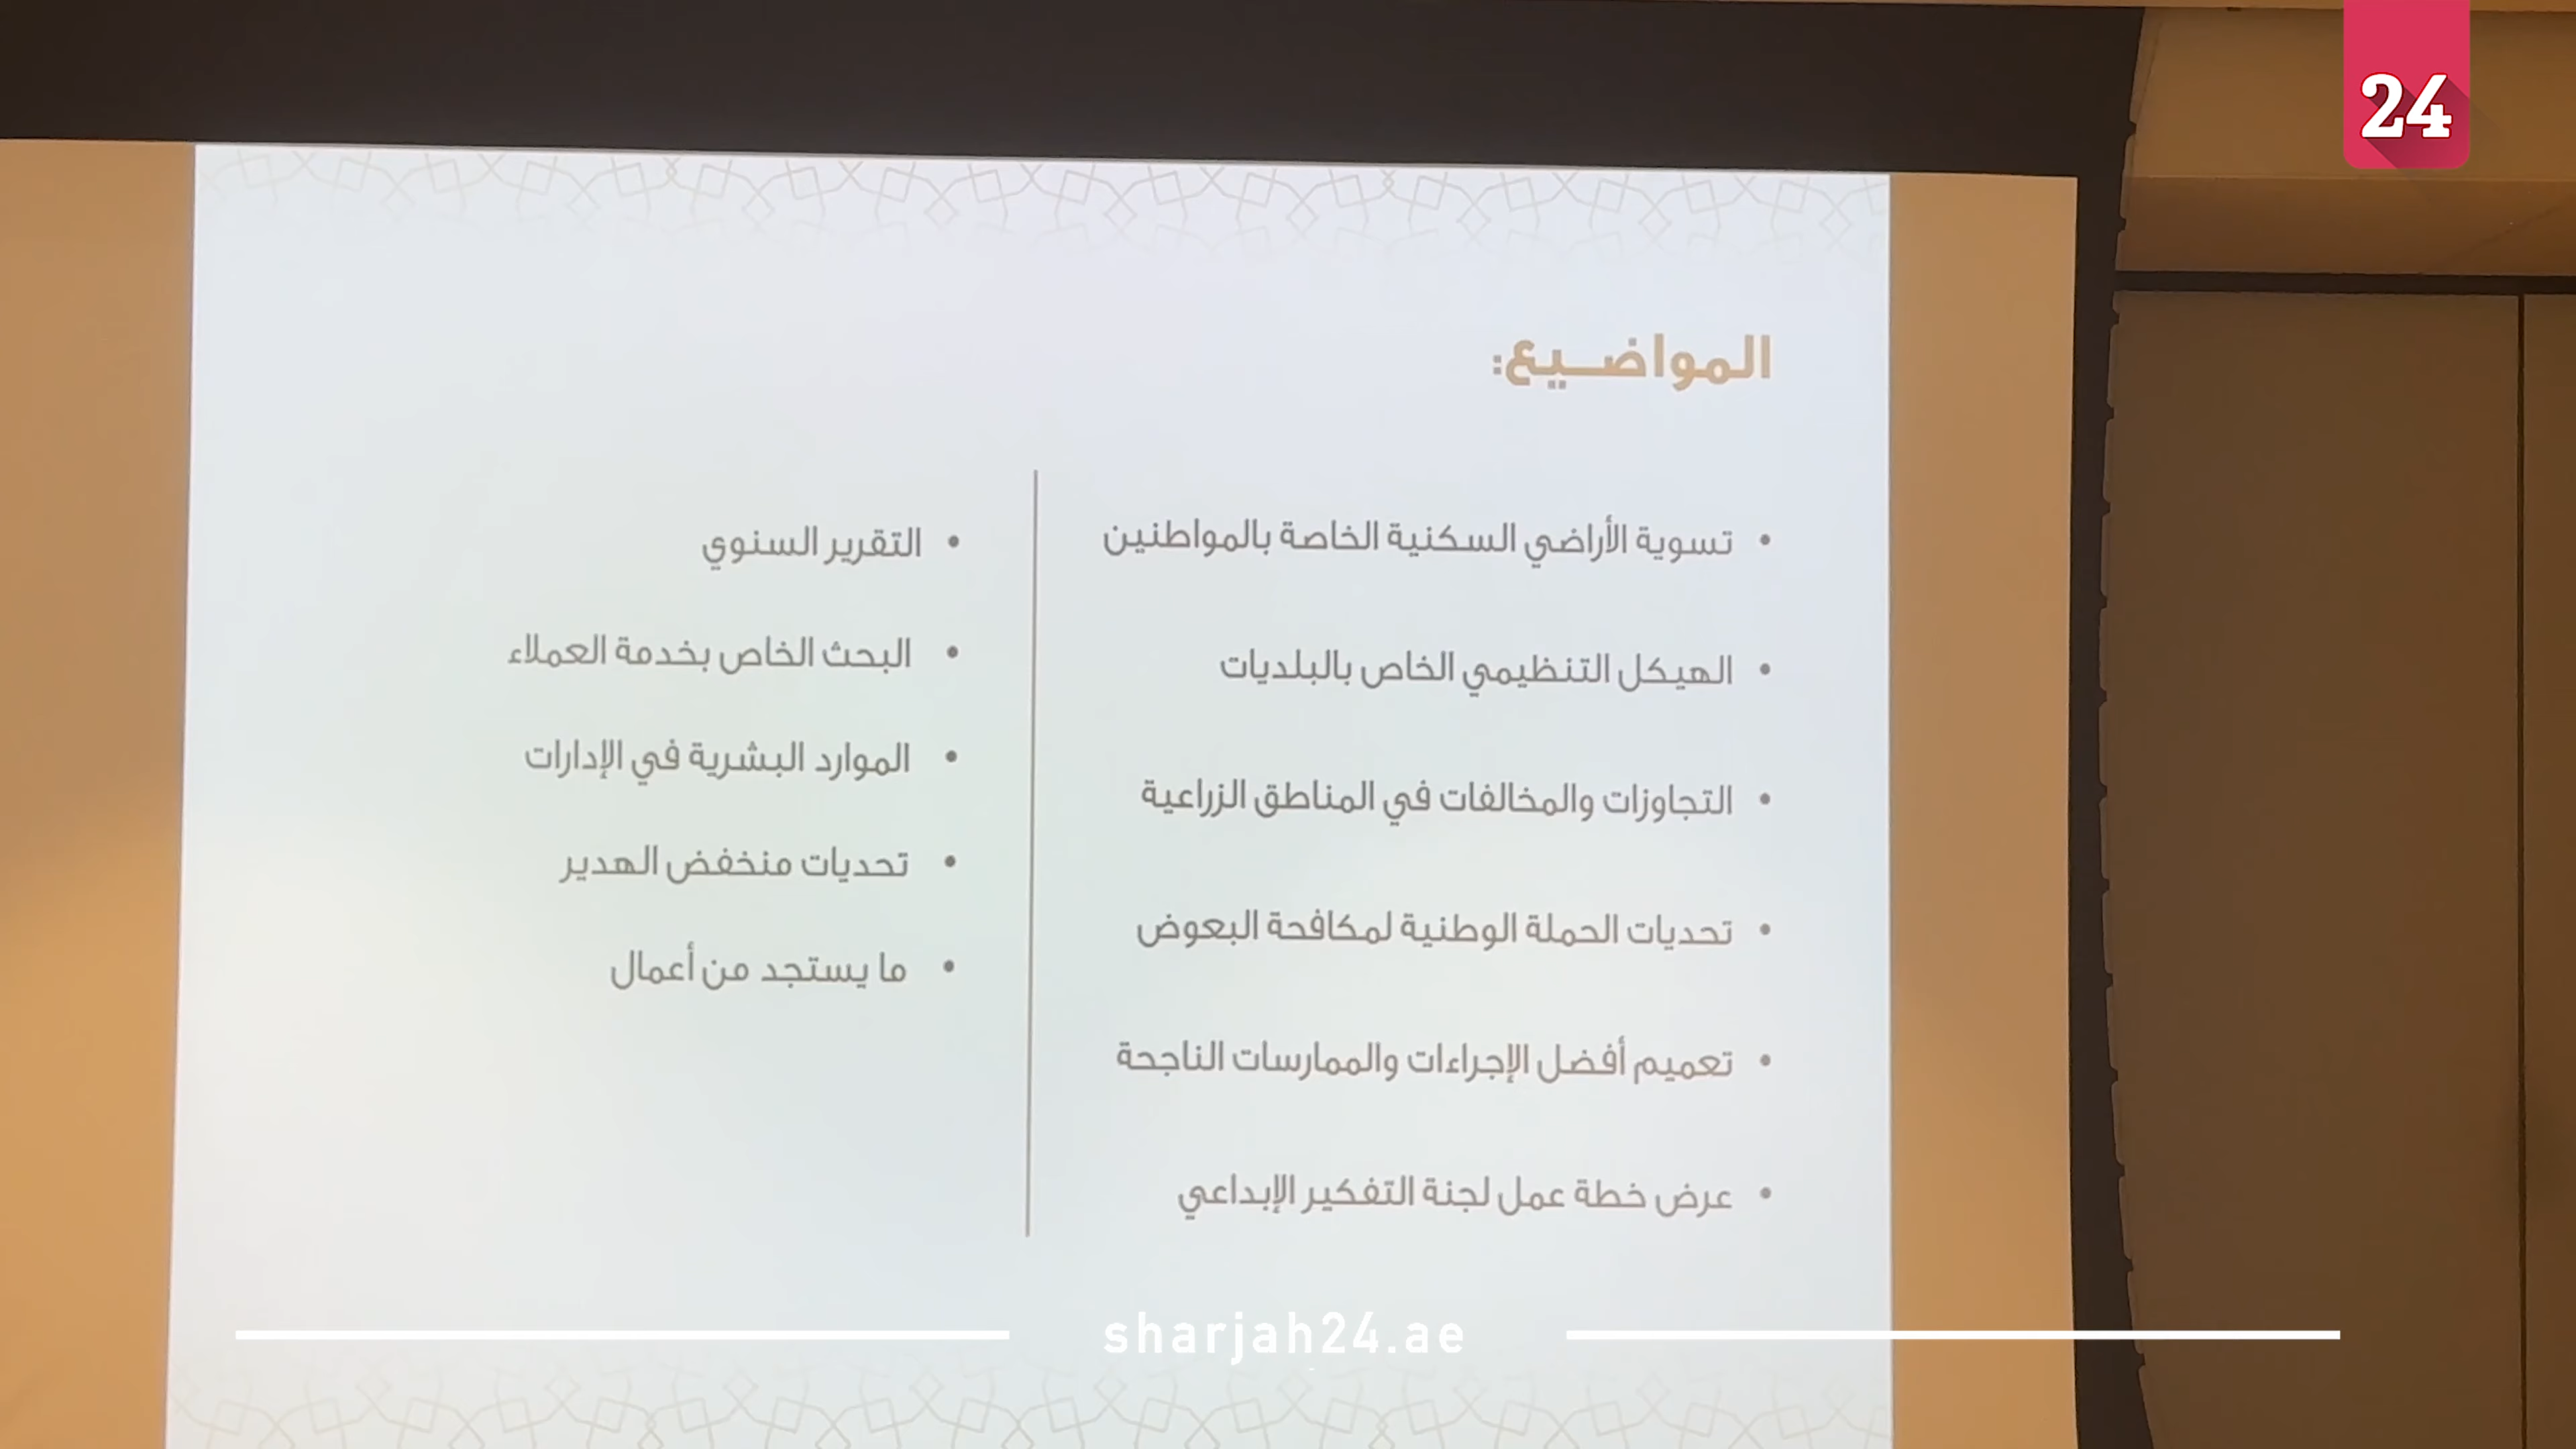 24
المواضيع:
تسوية الأراضي السكنية الخاصة بالمواطنين
الهيكل التنظيمي الخاص بالبلديات
التجاوزات والمخالفات في المناطق الزراعية
تحديات الحملة الوطنية لمكافحة البعوض
تعميم أفضل الإجراءات والممارسات الناجحة
عرض خطة عمل لجنة التفكير الإبداعي
التقرير السنوي
البحث الخاص بخدمة العملاء
الموارد البشرية في الإدارات
تحديات منخفض الهدير
ما يستجد من أعمال
sharjah24.ae